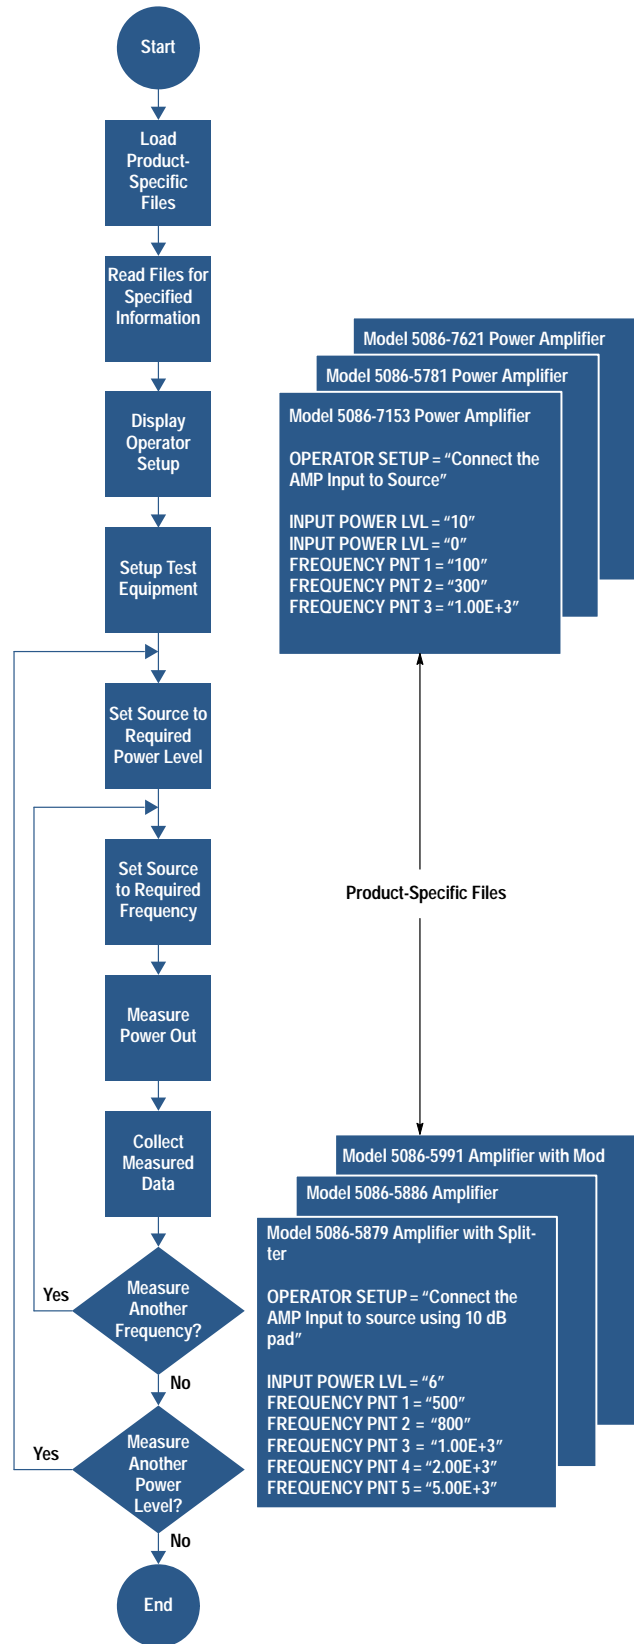 Start
Load
Product-
Specific
Files
Read Files for
Specified
Information
Display
Operator
Setup
Setup Test
Equipment
Set Source to
Required
Power Level
Set Source
to Required
Frequency
Measure
Power Out
Collect
Measured
Data
Measure
Another
Frequency?
Yes
No
Measure
Another
Power
Level?
Yes
No
End
Model 5086-7621 Power Amplifier
Model 5086-5781 Power Amplifier
Model 5086-7153 Power Amplifier
OPERATOR SETUP = “Connect the
AMP Input to Source”
INPUT POWER LVL = “10”
INPUT POWER LVL = “0”
FREQUENCY PNT 1 = “100”
FREQUENCY PNT 2 = “300”
FREQUENCY PNT 3 = “1.00E+3”
Product-Specific Files
Model 5086-5991 Amplifier with Mod
Model 5086-5886 Amplifier
Model 5086-5879 Amplifier with Split-
ter
OPERATOR SETUP = “Connect the
AMP Input to source using 10 dB
pad”
INPUT POWER LVL = “6”
FREQUENCY PNT 1 = “500”
FREQUENCY PNT 2 = “800”
FREQUENCY PNT 3 = “1.00E+3”
FREQUENCY PNT 4 = “2.00E+3”
FREQUENCY PNT 5 = “5.00E+3”